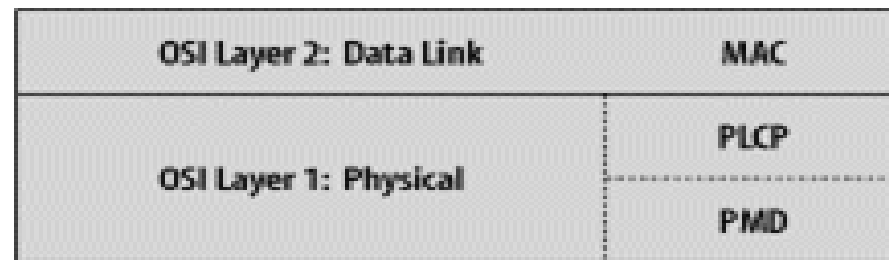 OSI Layer 2: Data Link MAC
PLCP
OSI Layer 1: Physical
PMD